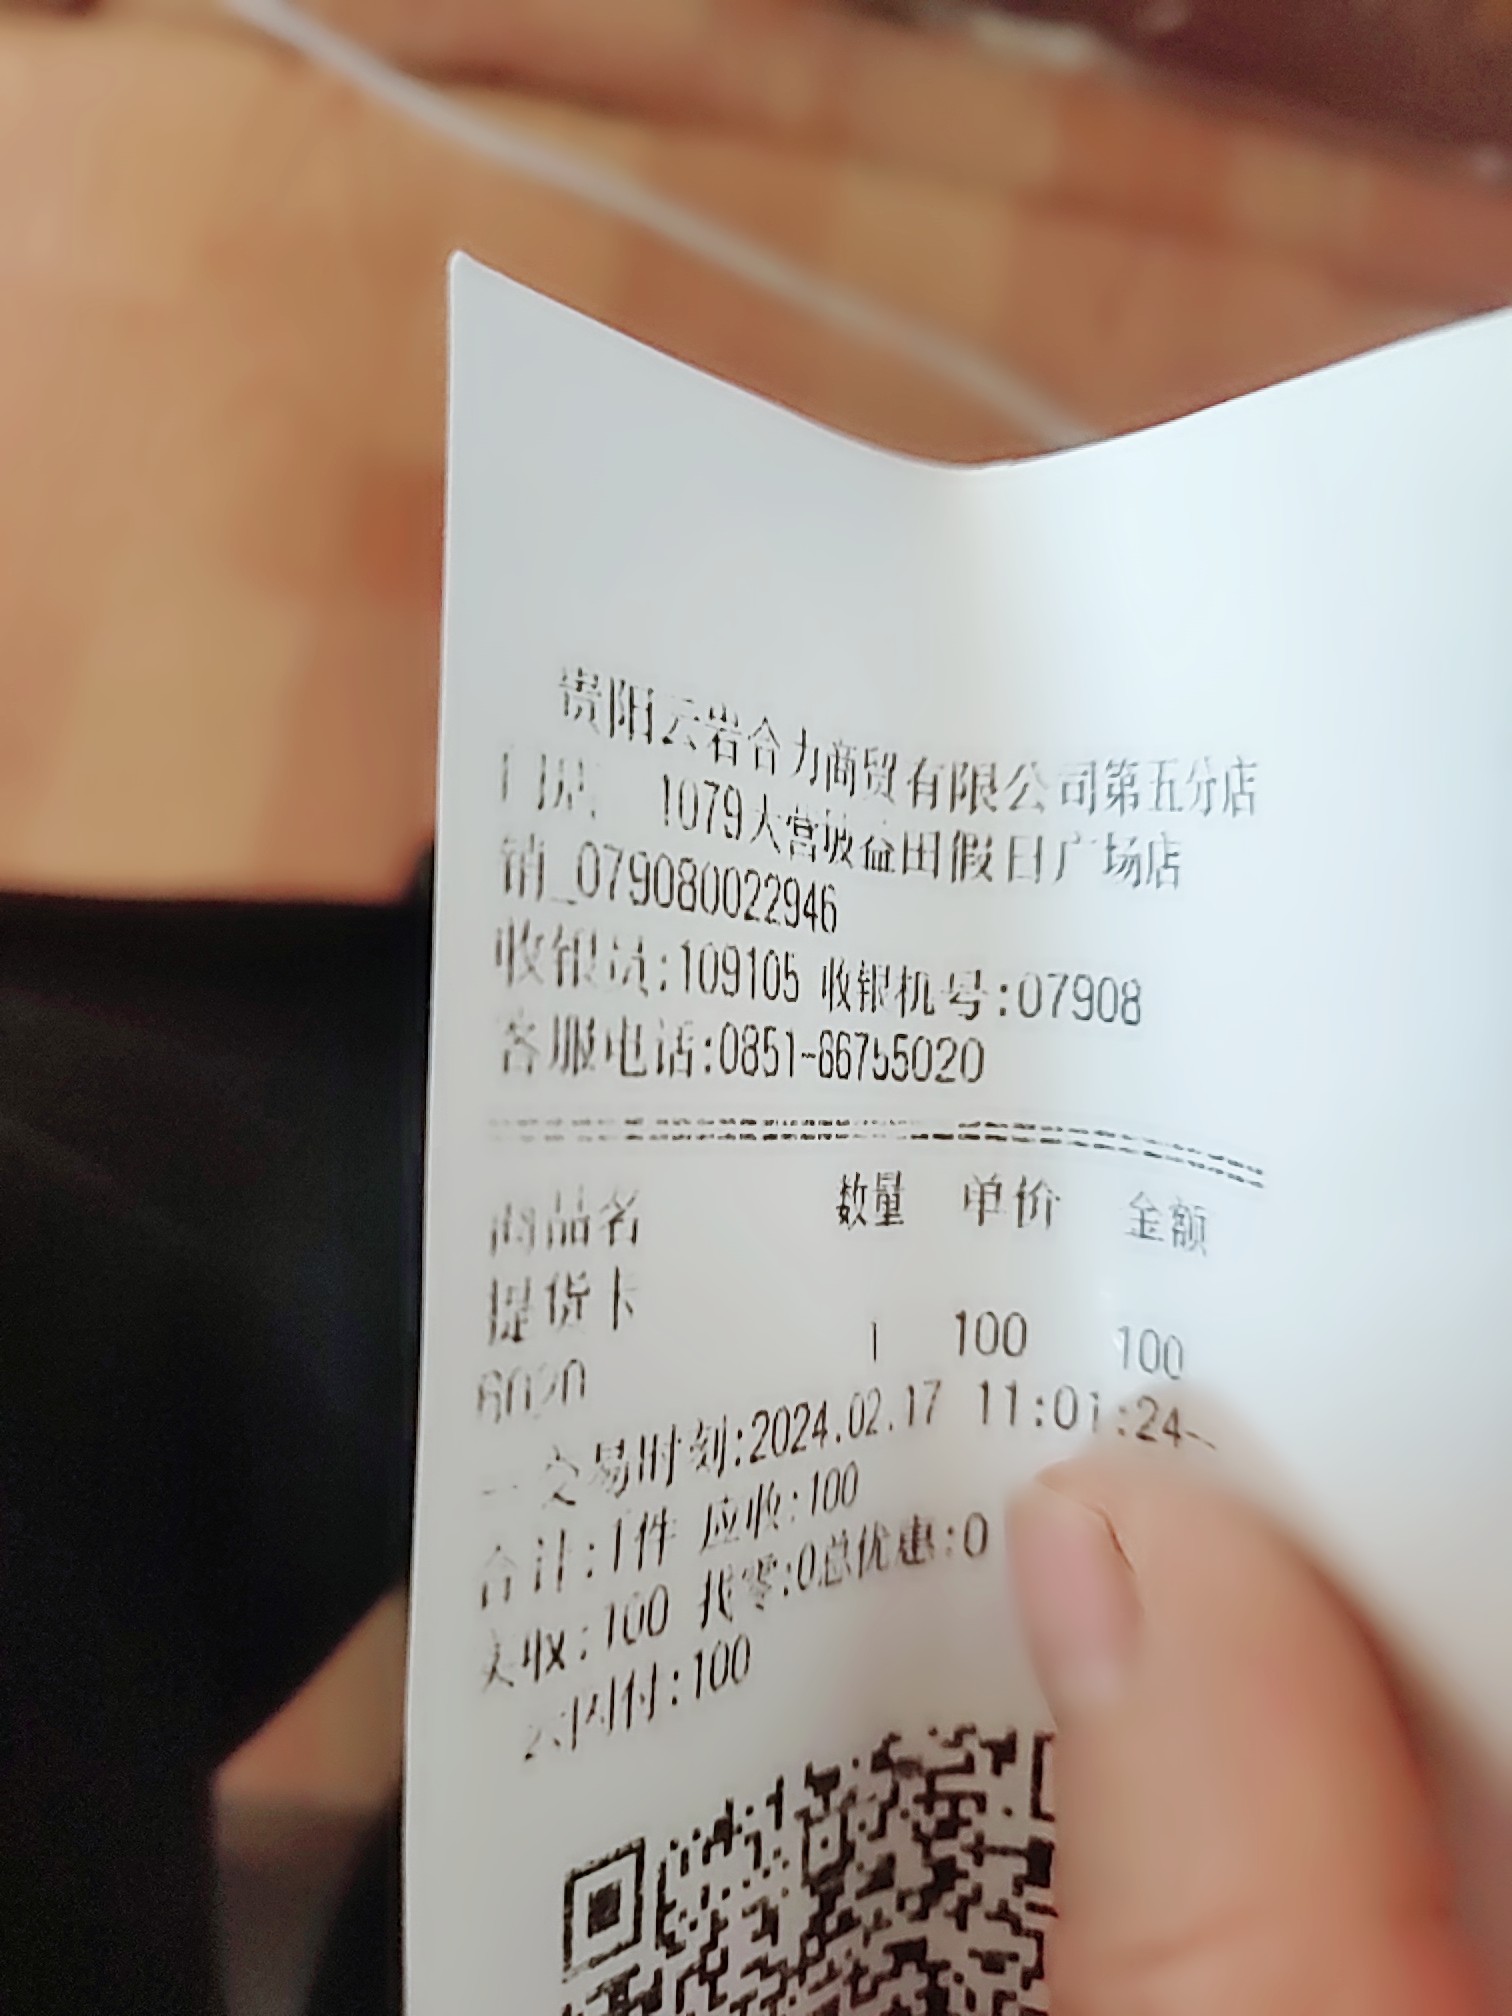 贵阳云岩合力商贸有限公司第五分店
门店: 1079大营坡益田假日广场店
销_079080022946
收银员:109105 收银机号:07908
客服电话:0851-86755020
商品名 数量 单价 金额
提货卡
6020 1 100 100
交易时刻:2024.02.17 11:01:24
合计:1件 应收:100
实收:100 找零:0总优惠:0
付:100